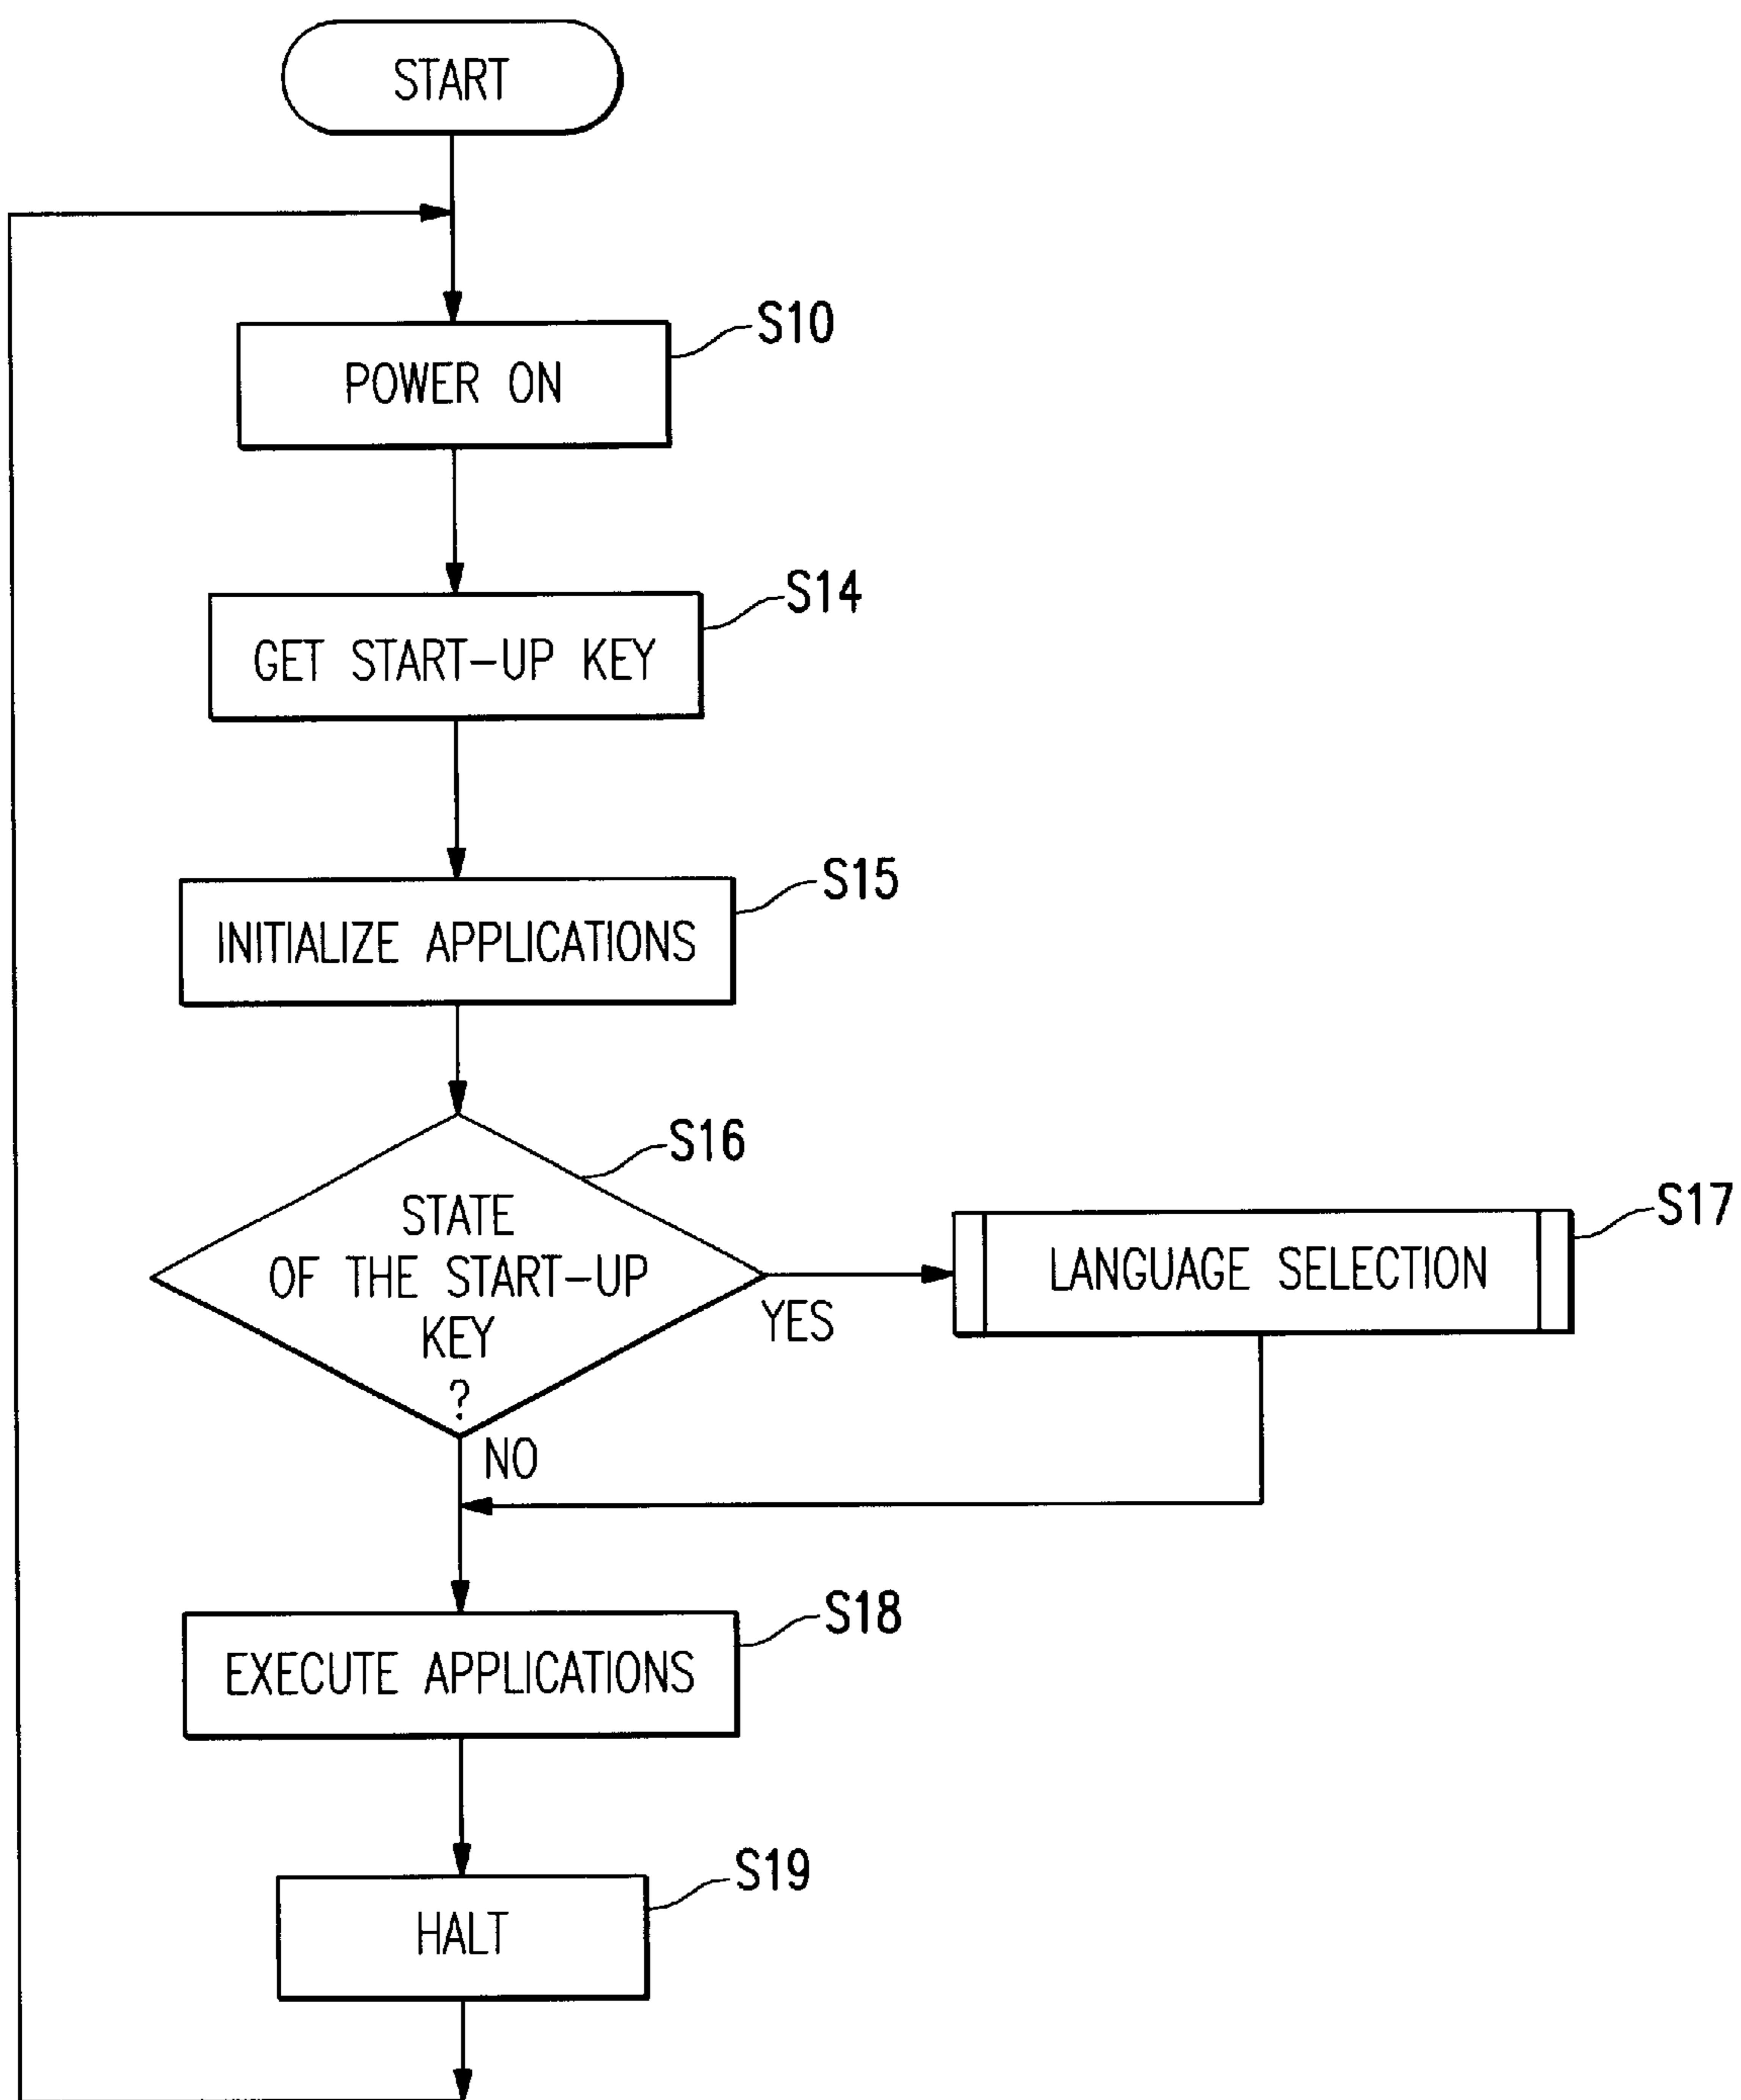 START
S10
POWER ON
S14
GET START-UP KEY
S15
INITIALIZE APPLICATIONS
S16
STATE
OF THE START-UP
KEY
?
YES
S17
LANGUAGE SELECTION
NO
S18
EXECUTE APPLICATIONS
S19
HALT